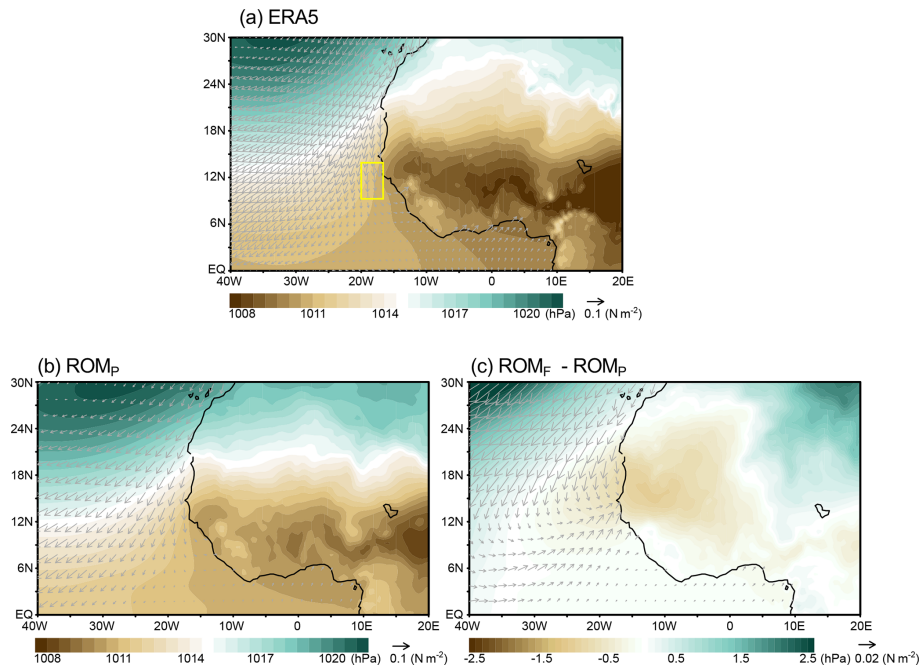 (a) ERA5
30N
24N
18N
12N
6N
EQ
40W 30W 20W 10W 0 10E 20E
1008 1011 1014 1017 1020 (hPa) 0.1 (N m-2)
(b) ROMP
30N
24N
18N
12N
6N
EQ
40W 30W 20W 10W 0 10E 20E
1008 1011 1014 1017 1020 (hPa) 0.1 (N m-2)
(c) ROMF - ROMP
30N
24N
18N
12N
6N
EQ
40W 30W 20W 10W 0 10E 20E
-2.5 -1.5 -0.5 0.5 1.5 2.5 (hPa) 0.02 (N m-2)